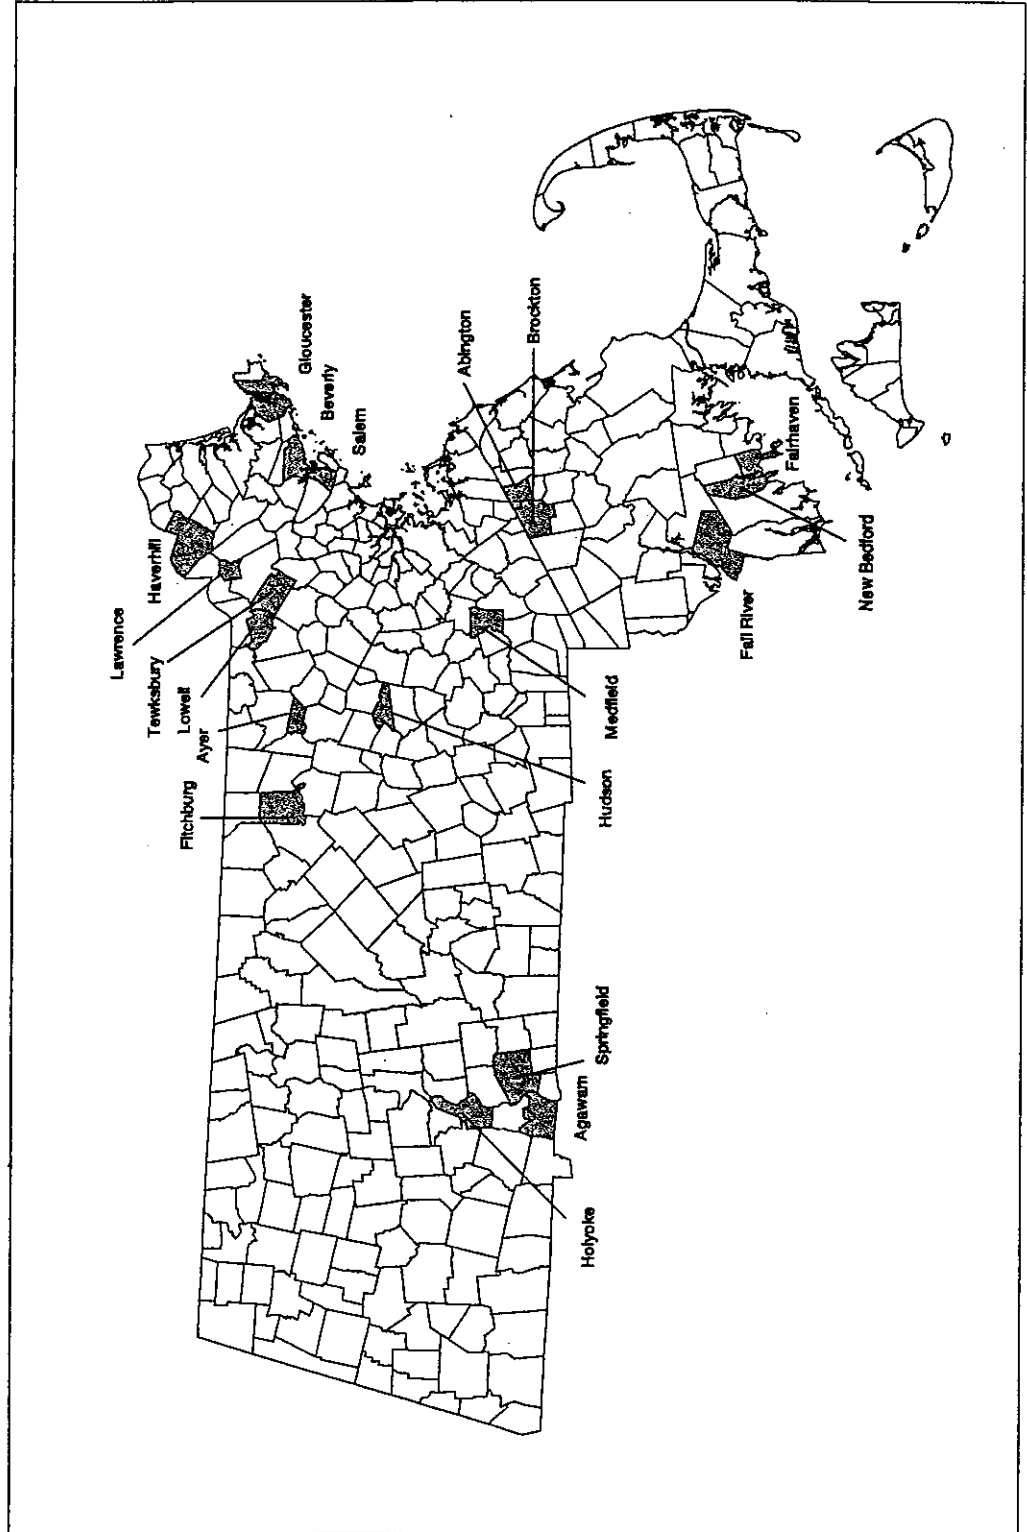 Lawrence
Haverhill
Tewksbury
Lowell
Ayer
Fitchburg
Gloucester
Beverly
Salem
Abington
Brockton
Fairhaven
New Bedford
Fall River
Medfield
Hudson
Springfield
Agawam
Holyoke